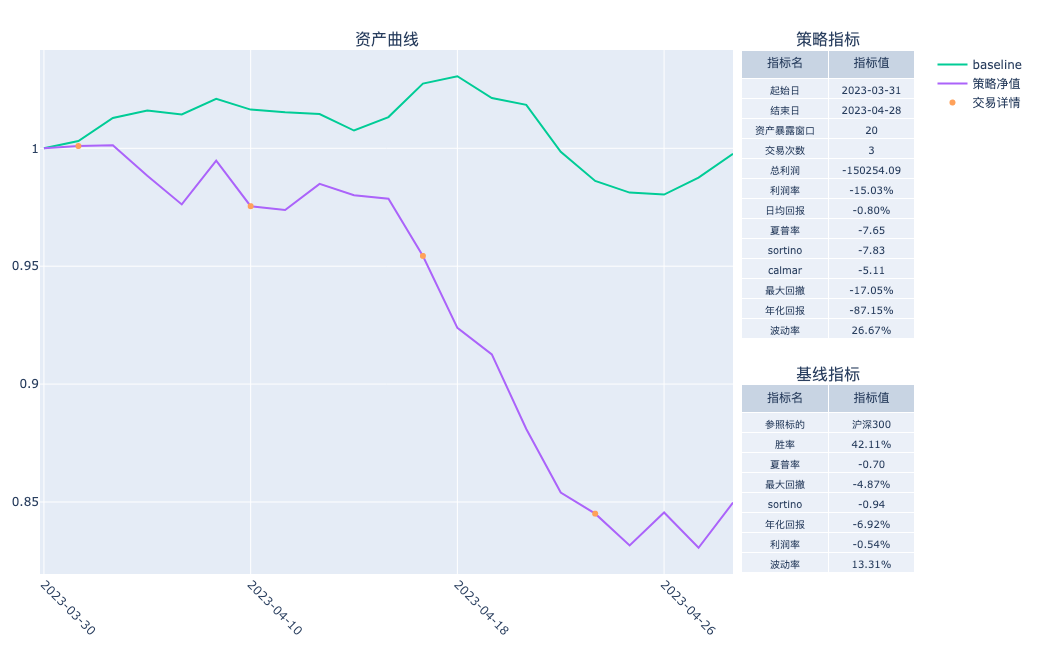 资产曲线
1
0.95
0.9
0.85
2023-03-30
2023-04-10
2023-04-18
2023-04-26
策略指标
指标名 指标值
起始日 2023-03-31
结束日 2023-04-28
资产暴露窗口 20
交易次数 3
总利润 -150254.09
利润率 -15.03%
日均回报 -0.80%
夏普率 -7.65
sortino -7.83
calmar -5.11
最大回撤 -17.05%
年化回报 -87.15%
波动率 26.67%
基线指标
指标名 指标值
参照标的 沪深300
胜率 42.11%
夏普率 -0.70
最大回撤 -4.87%
sortino -0.94
年化回报 -6.92%
利润率 -0.54%
波动率 13.31%
baseline
策略净值
交易详情